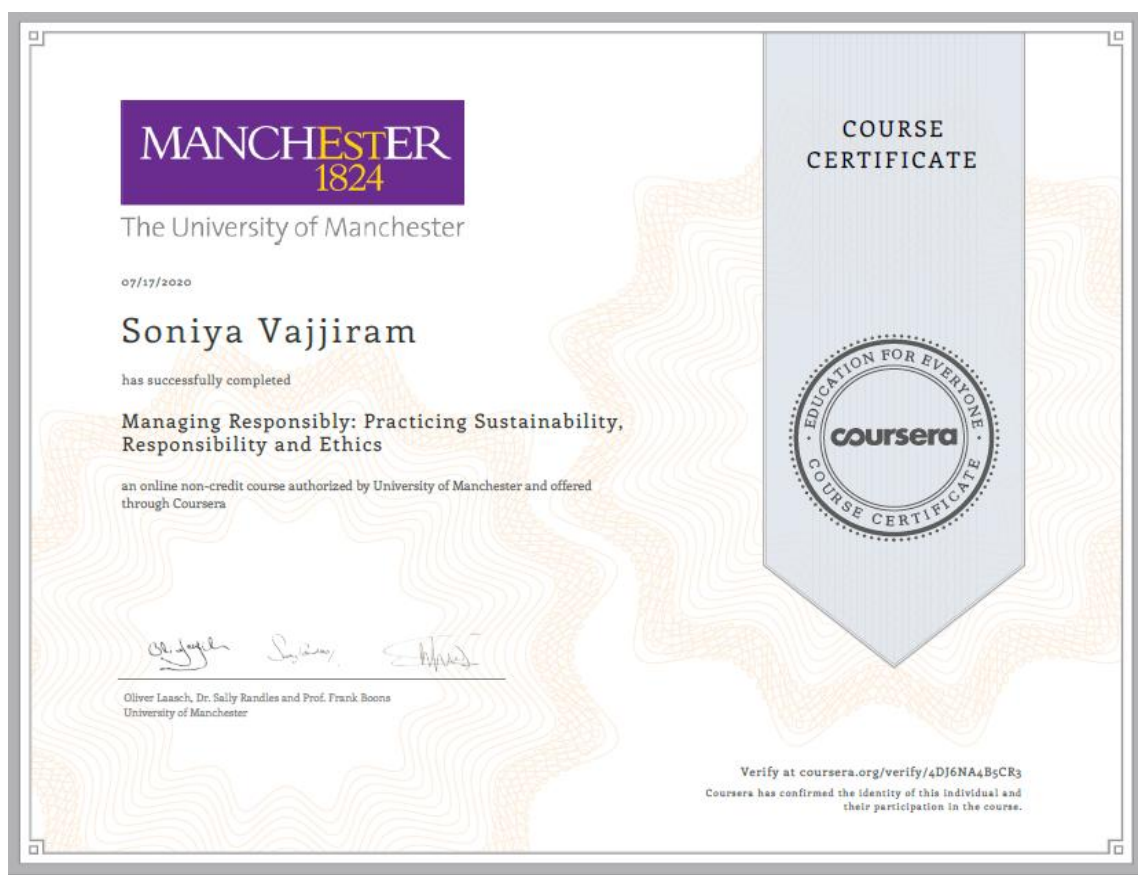 MANCHESTER
1824
The University of Manchester
07/17/2020
Soniya Vajjiram
has successfully completed
Managing Responsibly: Practicing Sustainability,
Responsibility and Ethics
an online non-credit course authorized by University of Manchester and offered
through Coursera
Oliver Laasch, Dr. Sally Randles and Prof. Frank Boons
University of Manchester
COURSE
CERTIFICATE
EDUCATION FOR EVERYONE
coursera
COURSE CERTIFICATE
Verify at coursera.org/verify/4DJ6NA4B5CR3
Coursera has confirmed the identity of this individual and
their participation in the course.